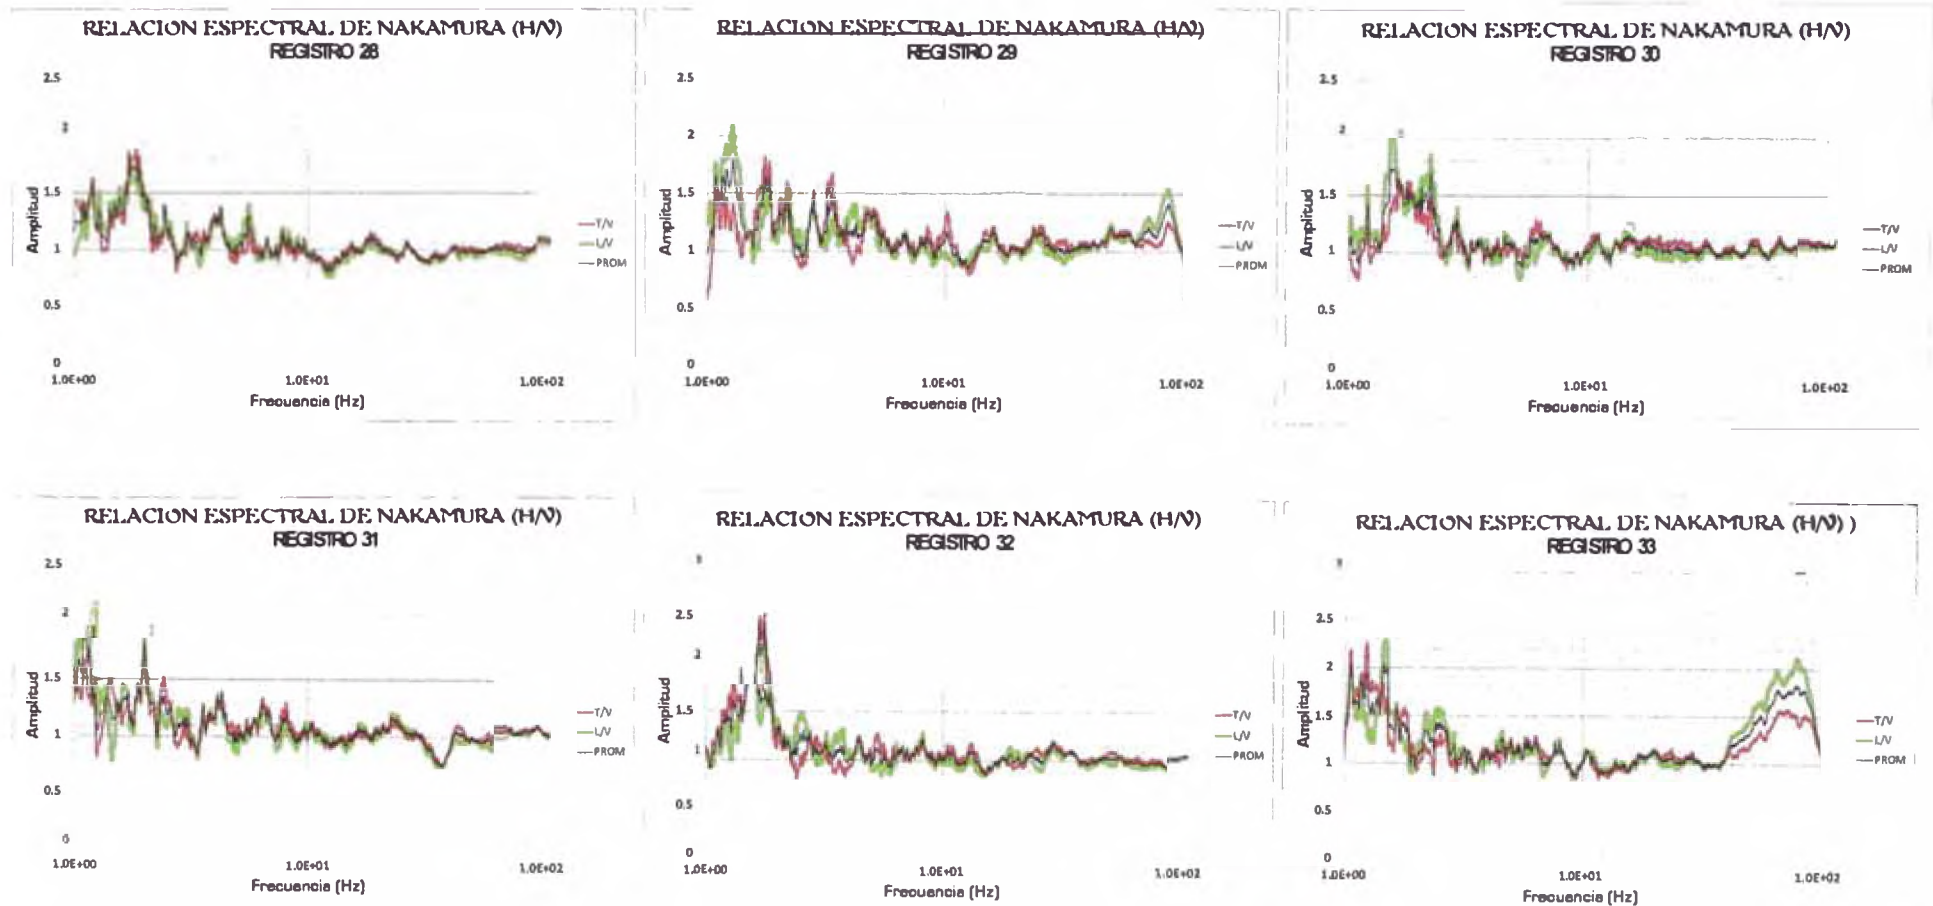 RELACION ESPECTRAL DE NAKAMURA (H/V)
REGISTRO 28
2.5
2
1.5
1
0.5
0
Amplitud
1.0E+00
1.0E+01
1.0E+02
Frecuencia (Hz)
T/V
L/V
PROM
RELACION ESPECTRAL DE NAKAMURA (H/V)
REGISTRO 29
2.5
2
1.5
1
0.5
0
Amplitud
1.0E+00
1.0E+01
1.0E+02
Frecuencia (Hz)
T/V
L/V
PROM
RELACION ESPECTRAL DE NAKAMURA (H/V)
REGISTRO 30
2.5
2
1.5
1
0.5
0
Amplitud
1.0E+00
1.0E+01
1.0E+02
Frecuencia (Hz)
T/V
L/V
PROM
RELACION ESPECTRAL DE NAKAMURA (H/V)
REGISTRO 31
2.5
2
1.5
1
0.5
0
Amplitud
1.0E+00
1.0E+01
1.0E+02
Frecuencia (Hz)
T/V
L/V
PROM
RELACION ESPECTRAL DE NAKAMURA (H/V)
REGISTRO 32
3
2.5
2
1.5
1
0.5
0
Amplitud
1.0E+00
1.0E+01
1.0E+02
Frecuencia (Hz)
T/V
L/V
PROM
RELACION ESPECTRAL DE NAKAMURA (H/V) )
REGISTRO 33
3
2.5
2
1.5
1
0.5
0
Amplitud
1.0E+00
1.0E+01
1.0E+02
Frecuencia (Hz)
T/V
L/V
PROM